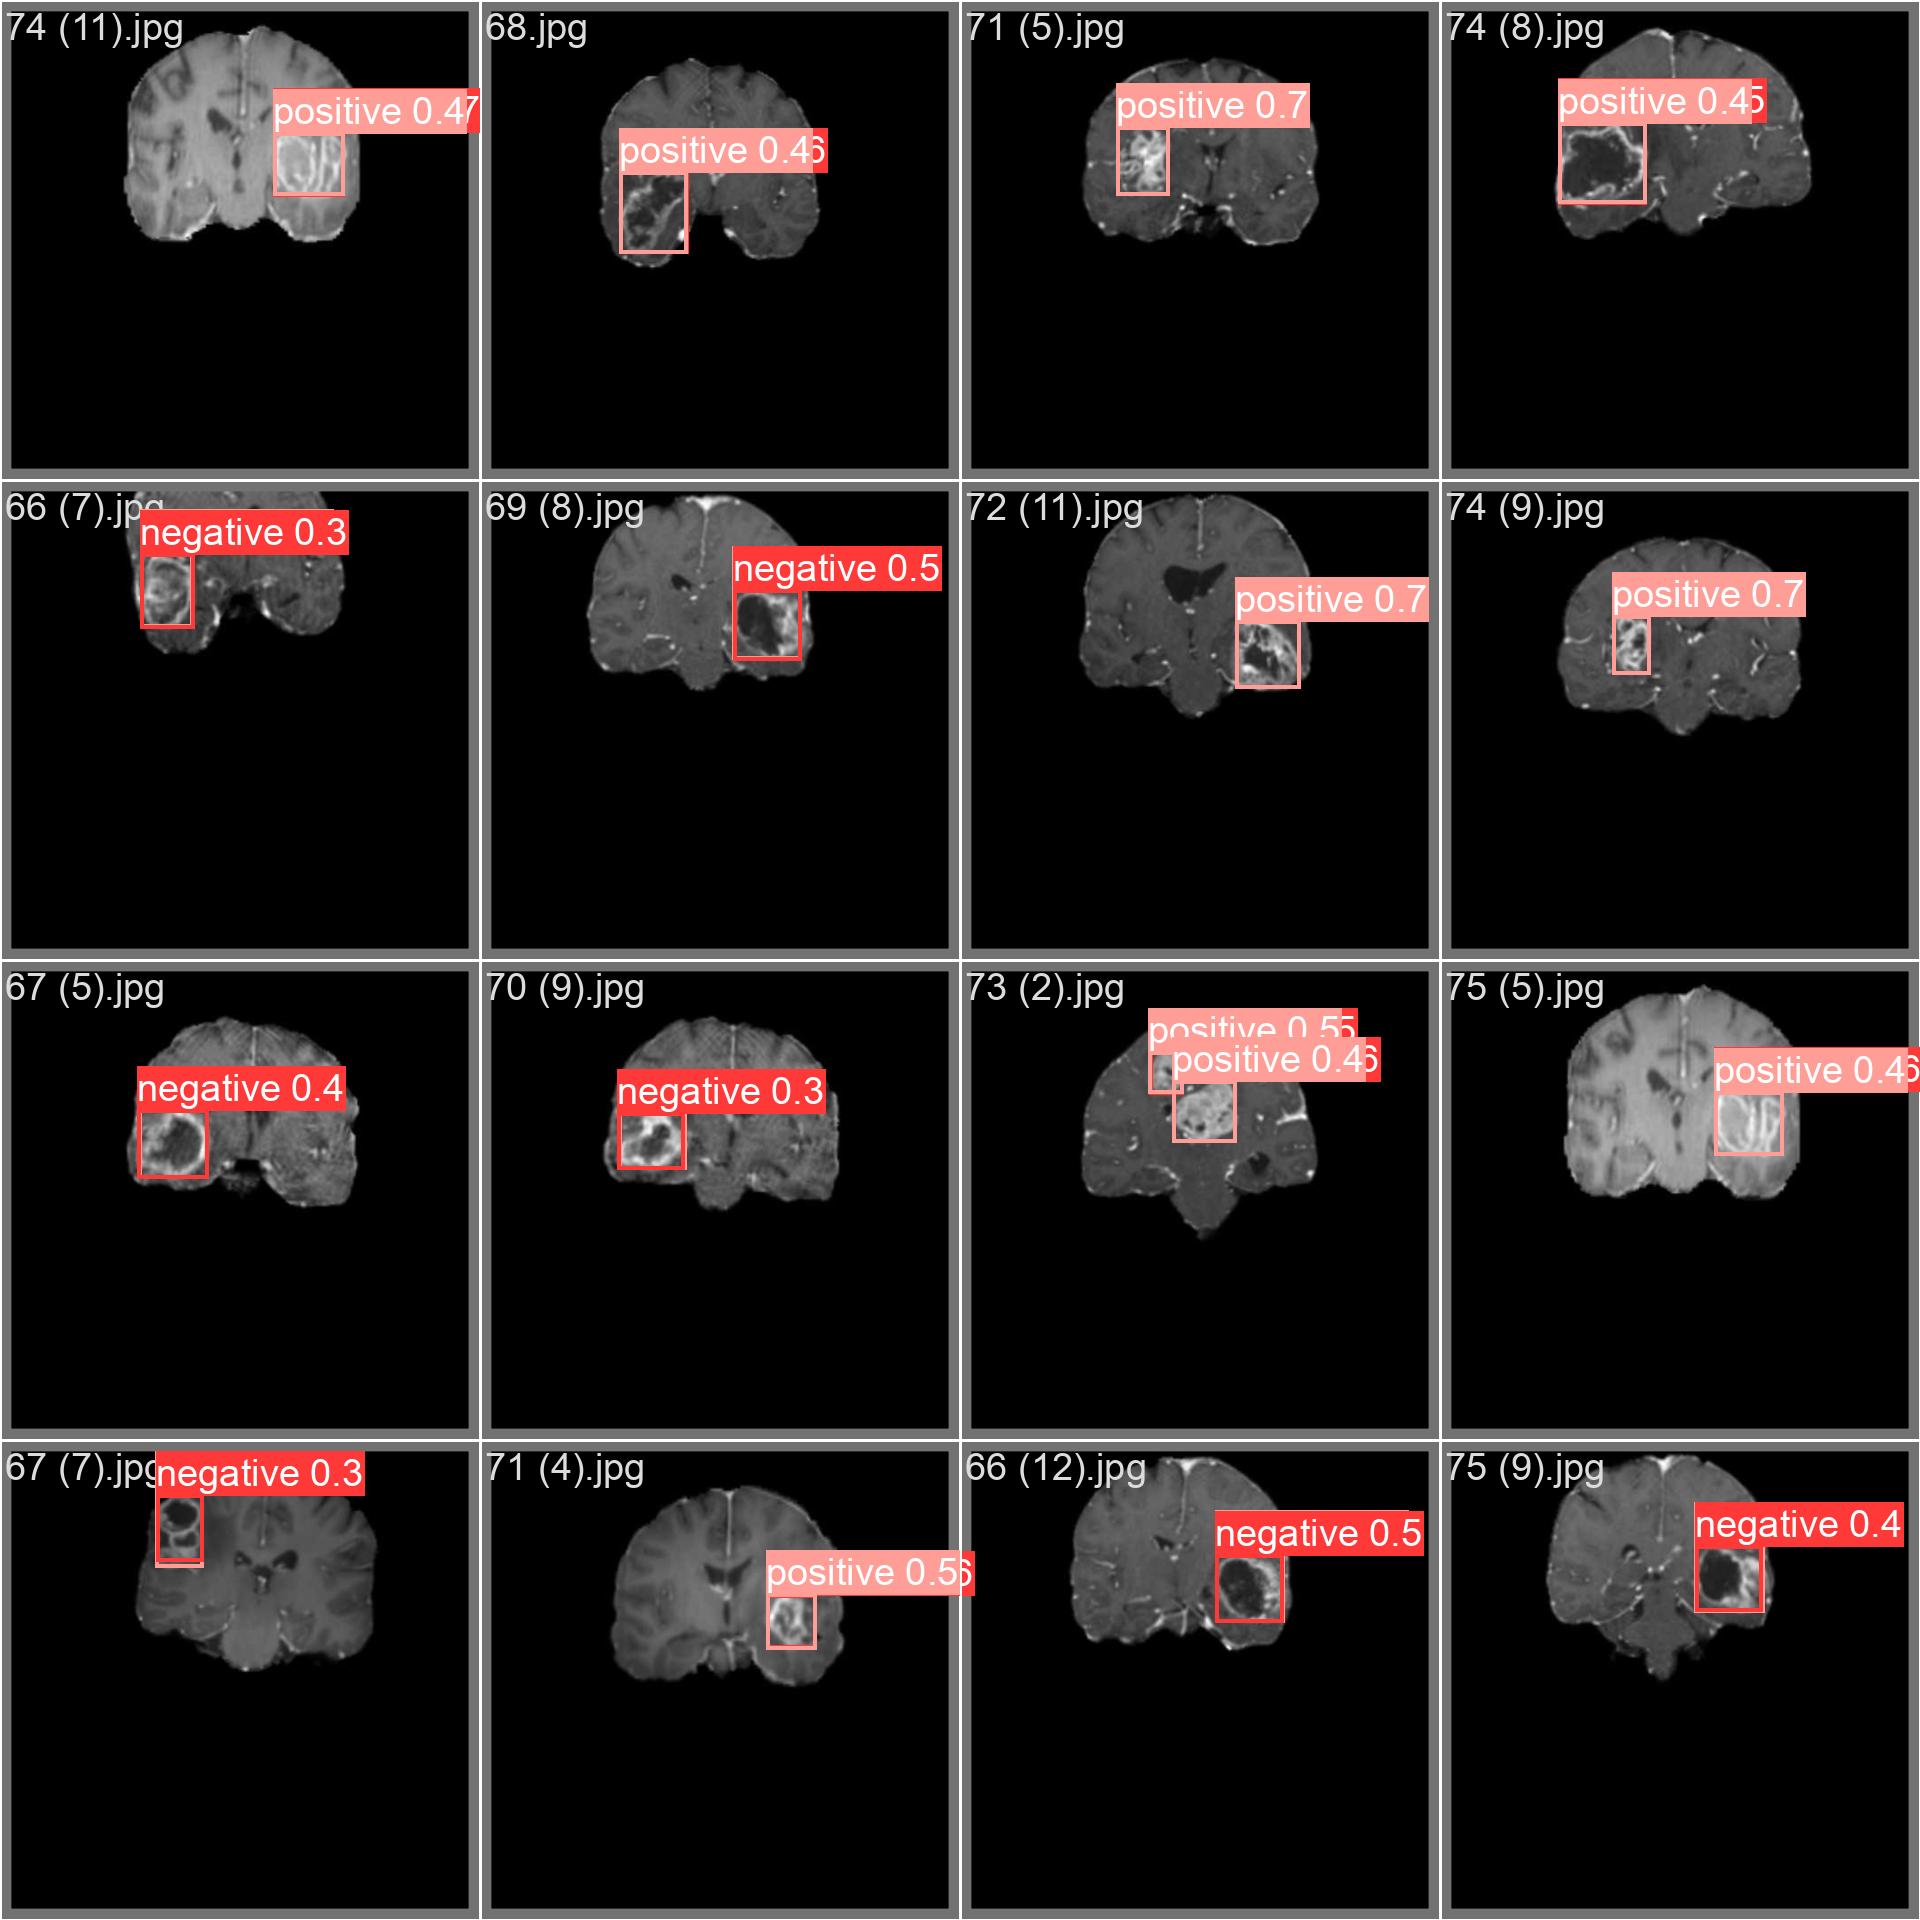 74 (11).jpg
positive 0.47
68.jpg
positive 0.46
71 (5).jpg
positive 0.7
74 (8).jpg
positive 0.45
66 (7).jpg
negative 0.3
69 (8).jpg
negative 0.5
72 (11).jpg
positive 0.7
74 (9).jpg
positive 0.7
67 (5).jpg
negative 0.4
70 (9).jpg
negative 0.3
73 (2).jpg
positive 0.55
positive 0.46
75 (5).jpg
positive 0.46
67 (7).jpg
negative 0.3
71 (4).jpg
positive 0.56
66 (12).jpg
negative 0.5
75 (9).jpg
negative 0.4